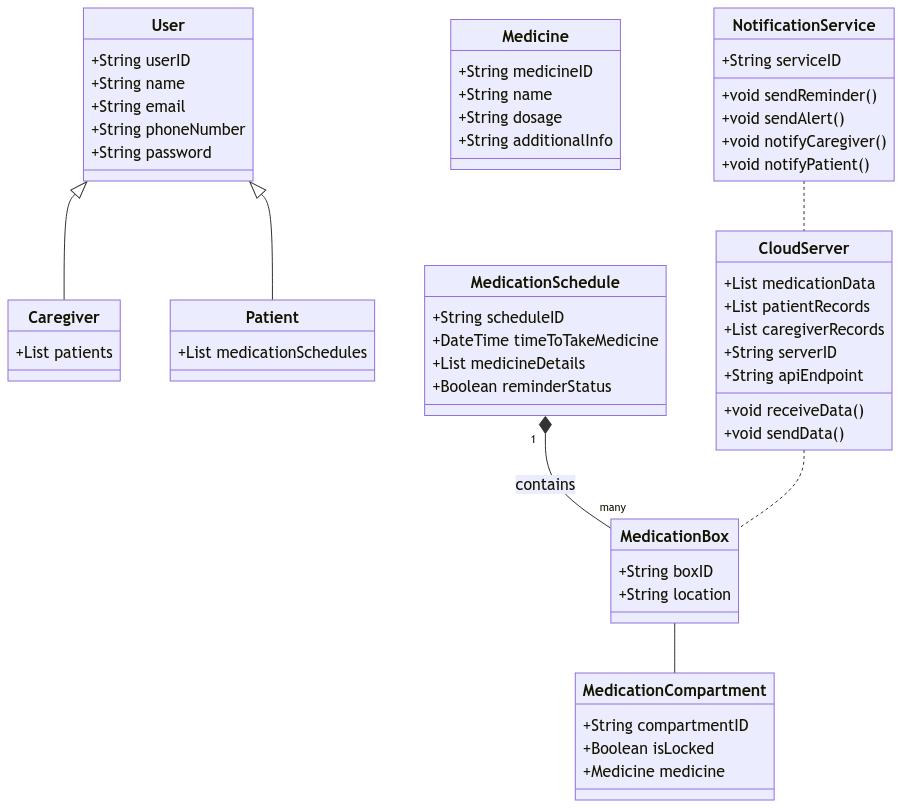 User
+String userID
+String name
+String email
+String phoneNumber
+String password
Medicine
+String medicineID
+String name
+String dosage
+String additionalInfo
NotificationService
+String serviceID
+void sendReminder()
+void sendAlert()
+void notifyCaregiver()
+void notifyPatient()
Caregiver
+List patients
Patient
+List medicationSchedules
MedicationSchedule
+String scheduleID
+DateTime timeToTakeMedicine
+List medicineDetails
+Boolean reminderStatus
CloudServer
+List medicationData
+List patientRecords
+List caregiverRecords
+String serverID
+String apiEndpoint
+void receiveData()
+void sendData()
1
contains
many
MedicationBox
+String boxID
+String location
MedicationCompartment
+String compartmentID
+Boolean isLocked
+Medicine medicine